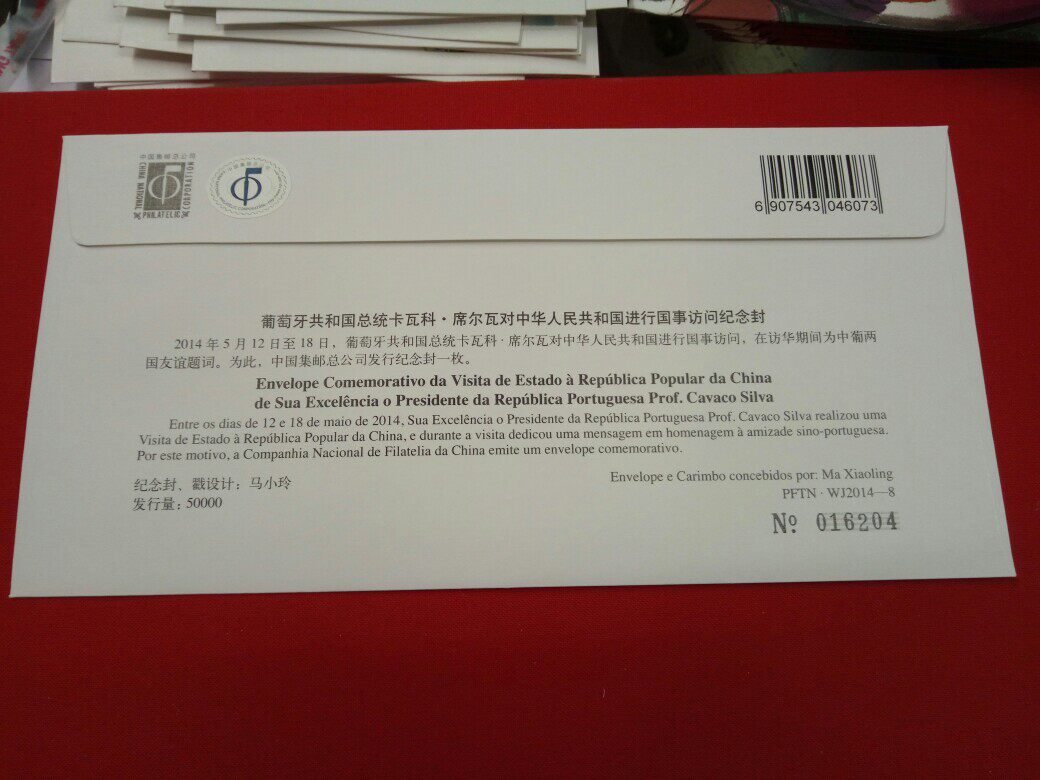 中国集邮总公司
CHINA NATIONAL
PHILATELIC
CORPORATION
6 907543 046073
葡萄牙共和国总统卡瓦科·席尔瓦对中华人民共和国进行国事访问纪念封
2014 年 5 月 12 日至 18 日，葡萄牙共和国总统卡瓦科·席尔瓦对中华人民共和国进行国事访问，在访华期间为中葡两
国友谊题词。为此，中国集邮总公司发行纪念封一枚。
Envelope Comemorativo da Visita de Estado à República Popular da China
de Sua Excelência o Presidente da República Portuguesa Prof. Cavaco Silva
Entre os dias de 12 e 18 de maio de 2014, Sua Excelência o Presidente da República Portuguesa Prof. Cavaco Silva realizou uma
Visita de Estado à República Popular da China, e durante a visita dedicou uma mensagem em homenagem à amizade sino-portuguesa.
Por este motivo, a Companhia Nacional de Filatelia da China emite um envelope comemorativo.
纪念封、戳设计：马小玲
发行量：50000
Envelope e Carimbo concebidos por: Ma Xiaoling
PFTN · WJ2014—8
Nº 016204